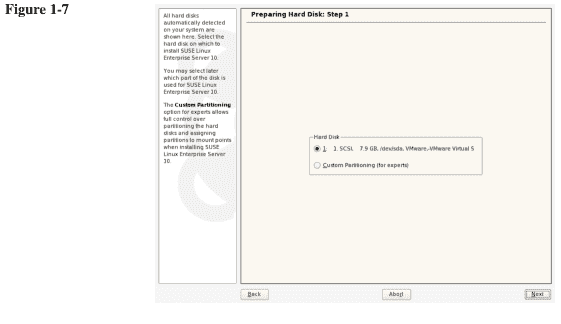 Figure 1-7
All hard disks
automatically detected
on your system are
shown here. Select the
hard disk on which to
install SUSE Linux
Enterprise Server 10.
You may select later
which part of the disk is
used for SUSE Linux
Enterprise Server 10.
The Custom Partitioning
option for experts allows
full control over
partitioning the hard
disks and assigning
partitions to mount points
when installing SUSE
Linux Enterprise Server
10.
Preparing Hard Disk: Step 1
Hard Disk
1: 1. SCSI, 7.9 GB, /dev/sda, VMware,-VMware Virtual S
Custom Partitioning (for experts)
Back
Abort
Next